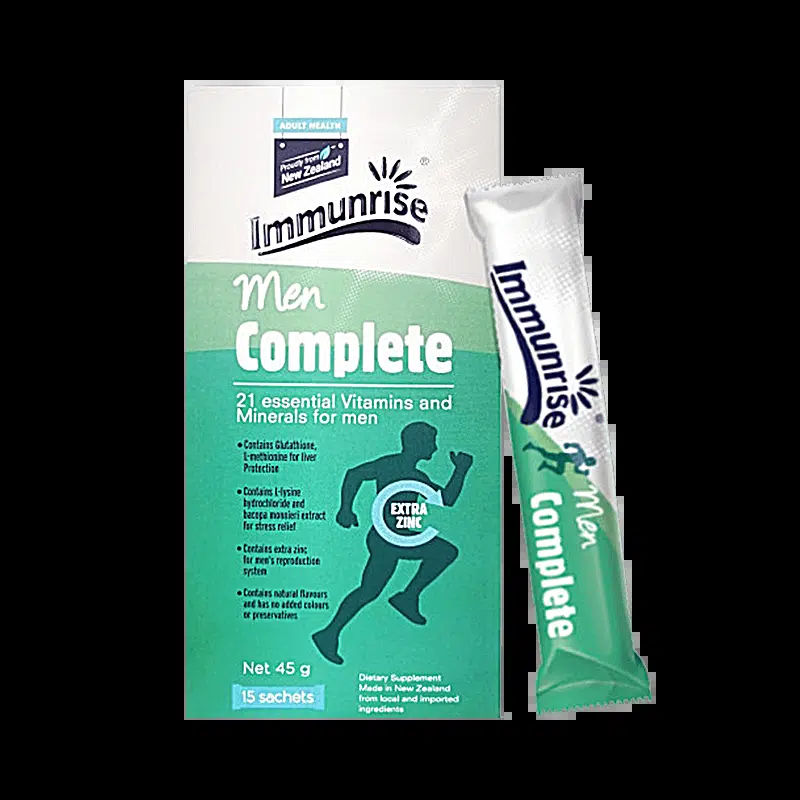 ADULT HEALTH
Proudly from
New Zealand
Immunrise®
Men
Complete
21 essential Vitamins and
Minerals for men
• Contains Glutathione,
L-methionine for liver
Protection
• Contains L-lysine
hydrochloride and
bacopa monnieri extract
for stress relief
• Contains extra zinc
for men's reproduction
system
• Contains natural flavours
and has no added colours
or preservatives
EXTRA
ZINC
Net 45 g
15 sachets
Dietary Supplement
Made in New Zealand
from local and imported
ingredients
Immunrise®
Men
Complete